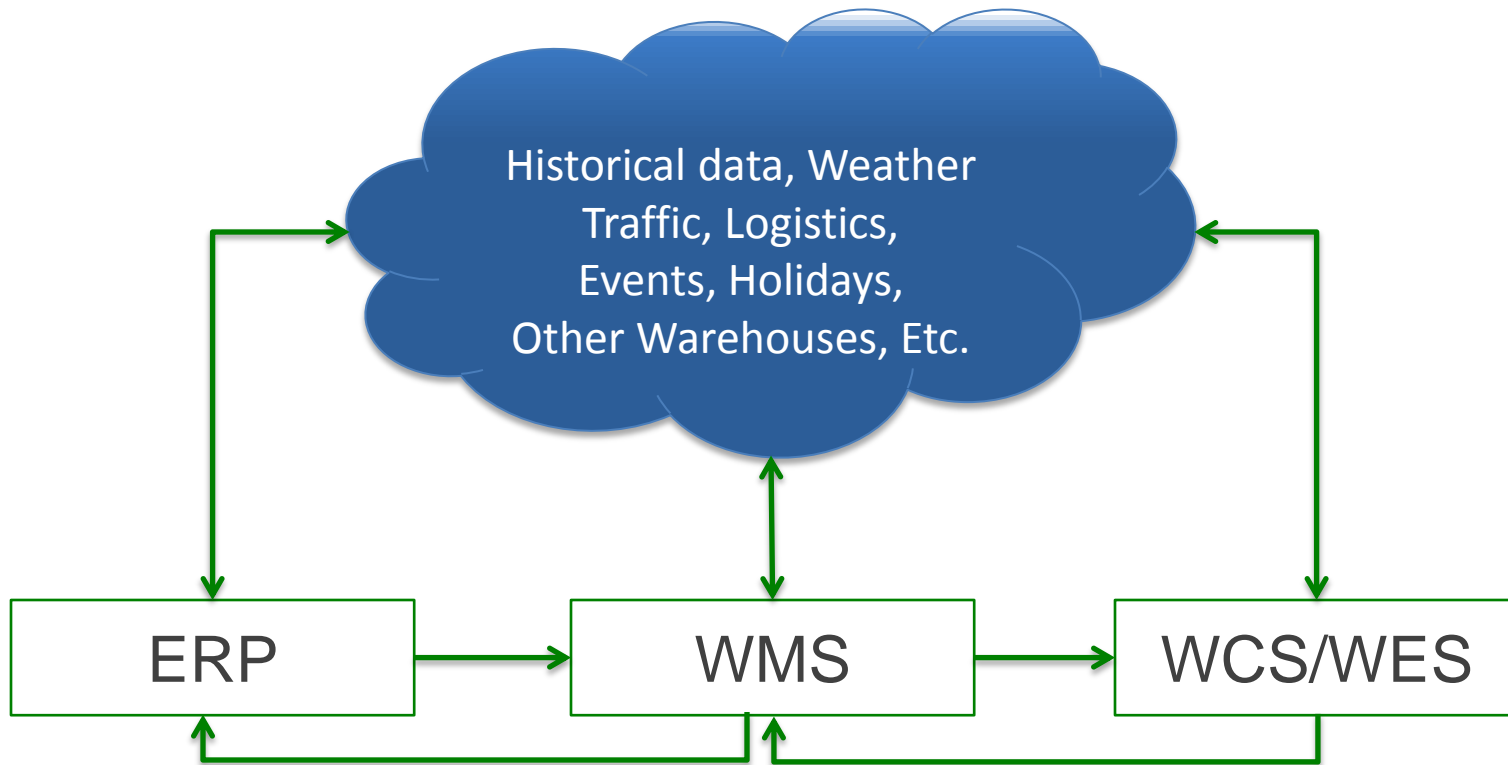 Historical data, Weather
Traffic, Logistics,
Events, Holidays,
Other Warehouses, Etc.
ERP
WMS
WCS/WES